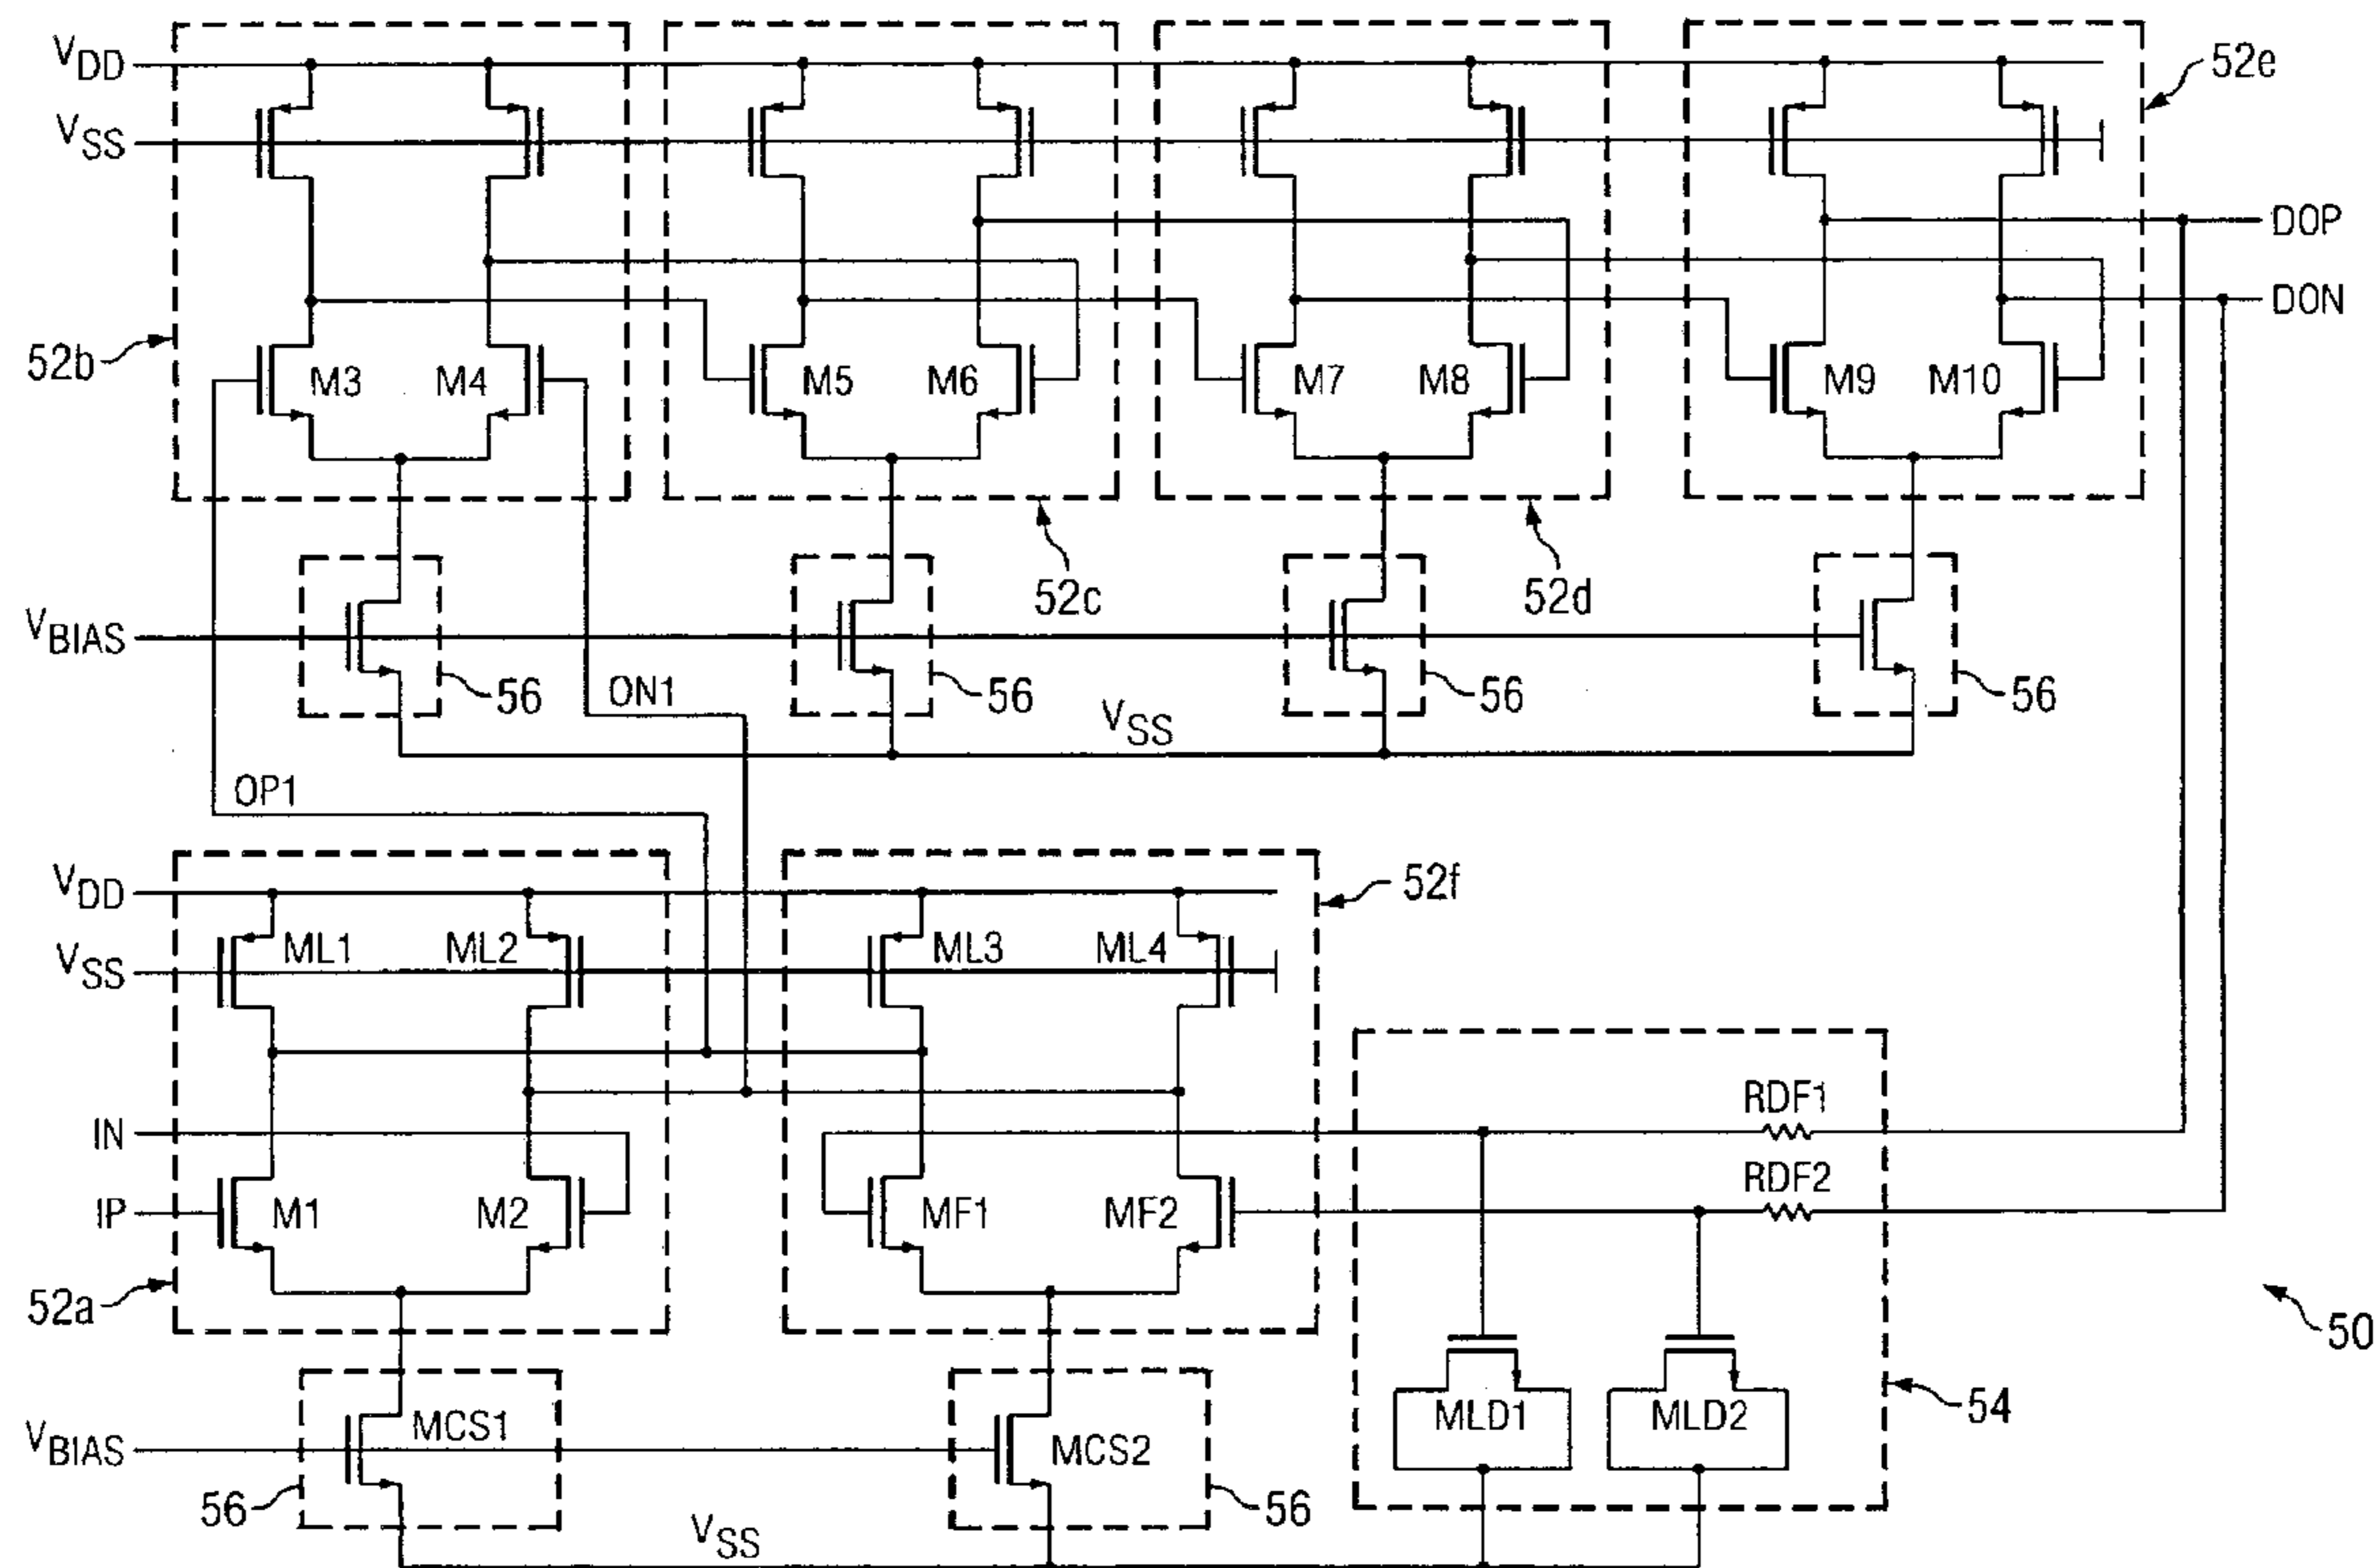 VDD
52e
VSS
DOP
DON
52b
M3 M4 M5 M6 M7 M8 M9 M10
52c 52d
VBIAS
56 ON1 56 56 56
VSS
OP1
VDD
52f
ML1 ML2 ML3 ML4
VSS
RDF1
IN
RDF2
IP M1 M2 MF1 MF2
52a
50
MLD1 MLD2 54
MCS1
VBIAS MCS2
56 56
VSS